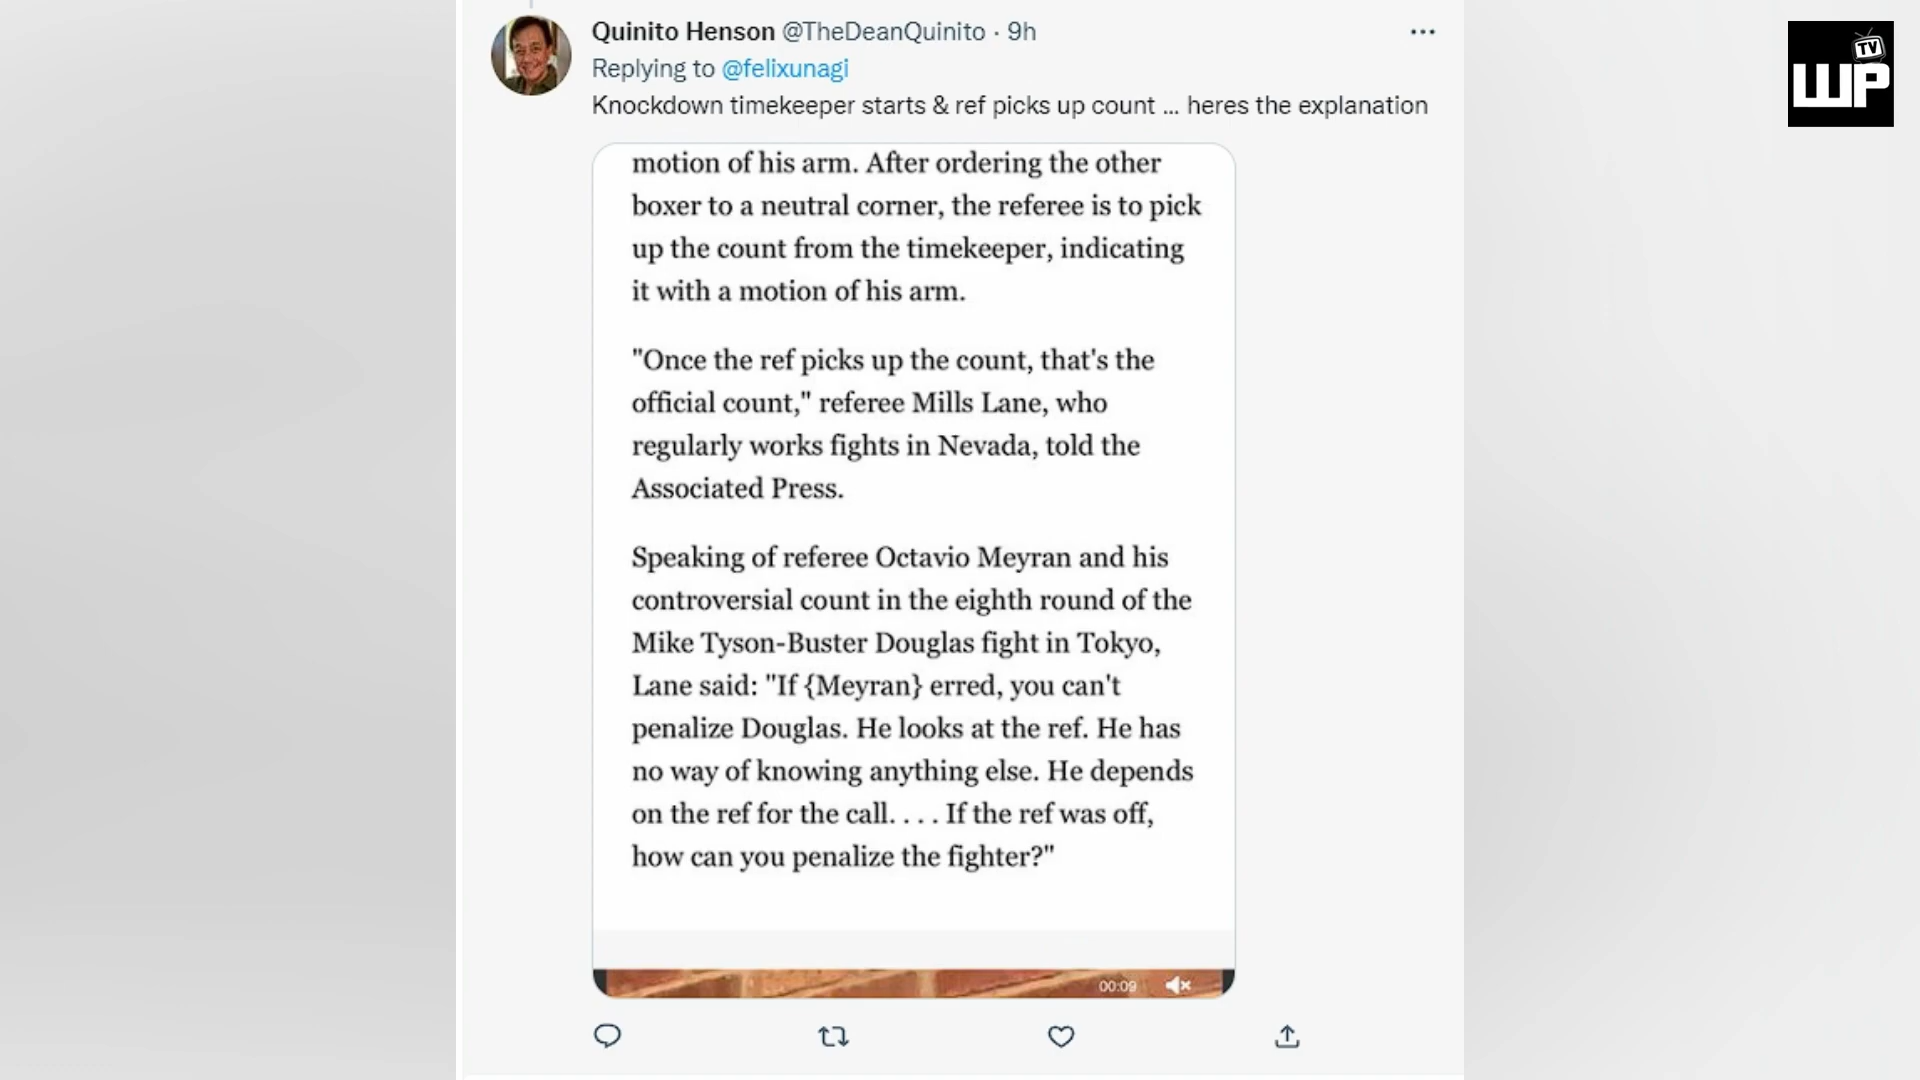 Quinito Henson @TheDeanQuinito · 9h
Replying to @felixunagi
Knockdown timekeeper starts & ref picks up count ... heres the explanation
TV
WP
motion of his arm. After ordering the other
boxer to a neutral corner, the referee is to pick
up the count from the timekeeper, indicating
it with a motion of his arm.
"Once the ref picks up the count, that's the
official count," referee Mills Lane, who
regularly works fights in Nevada, told the
Associated Press.
Speaking of referee Octavio Meyran and his
controversial count in the eighth round of the
Mike Tyson-Buster Douglas fight in Tokyo,
Lane said: "If {Meyran} erred, you can't
penalize Douglas. He looks at the ref. He has
no way of knowing anything else. He depends
on the ref for the call. . . . If the ref was off,
how can you penalize the fighter?"
00:09